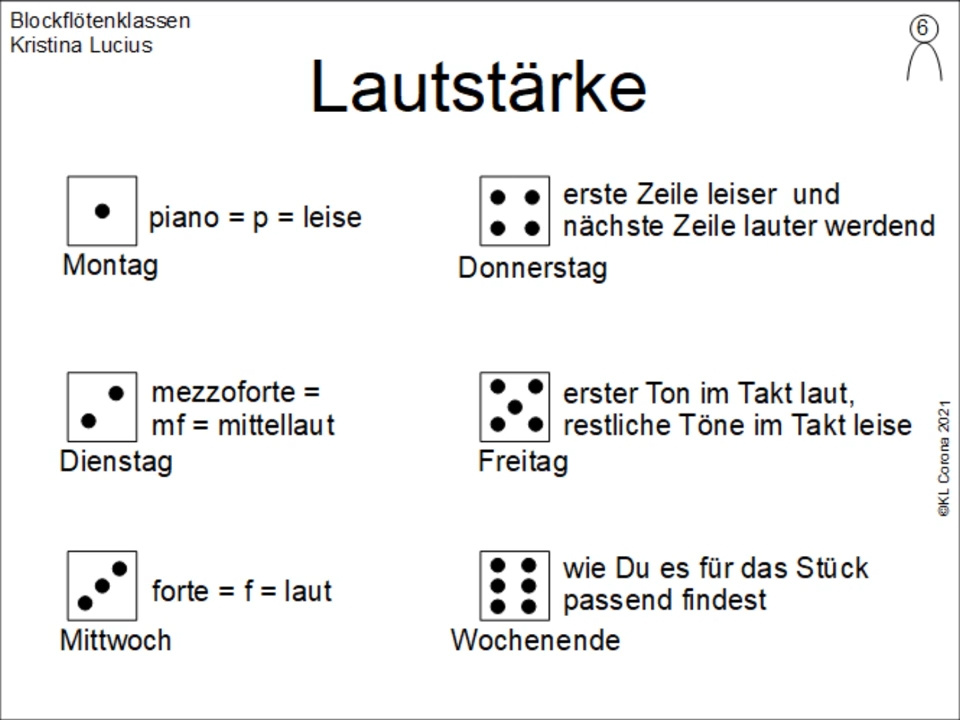 Blockflötenklassen
Kristina Lucius
6
Lautstärke
piano = p = leise
Montag
erste Zeile leiser und
nächste Zeile lauter werdend
Donnerstag
mezzoforte =
mf = mittellaut
Dienstag
erster Ton im Takt laut,
restliche Töne im Takt leise
Freitag
forte = f = laut
Mittwoch
wie Du es für das Stück
passend findest
Wochenende
©KL Corona 2021